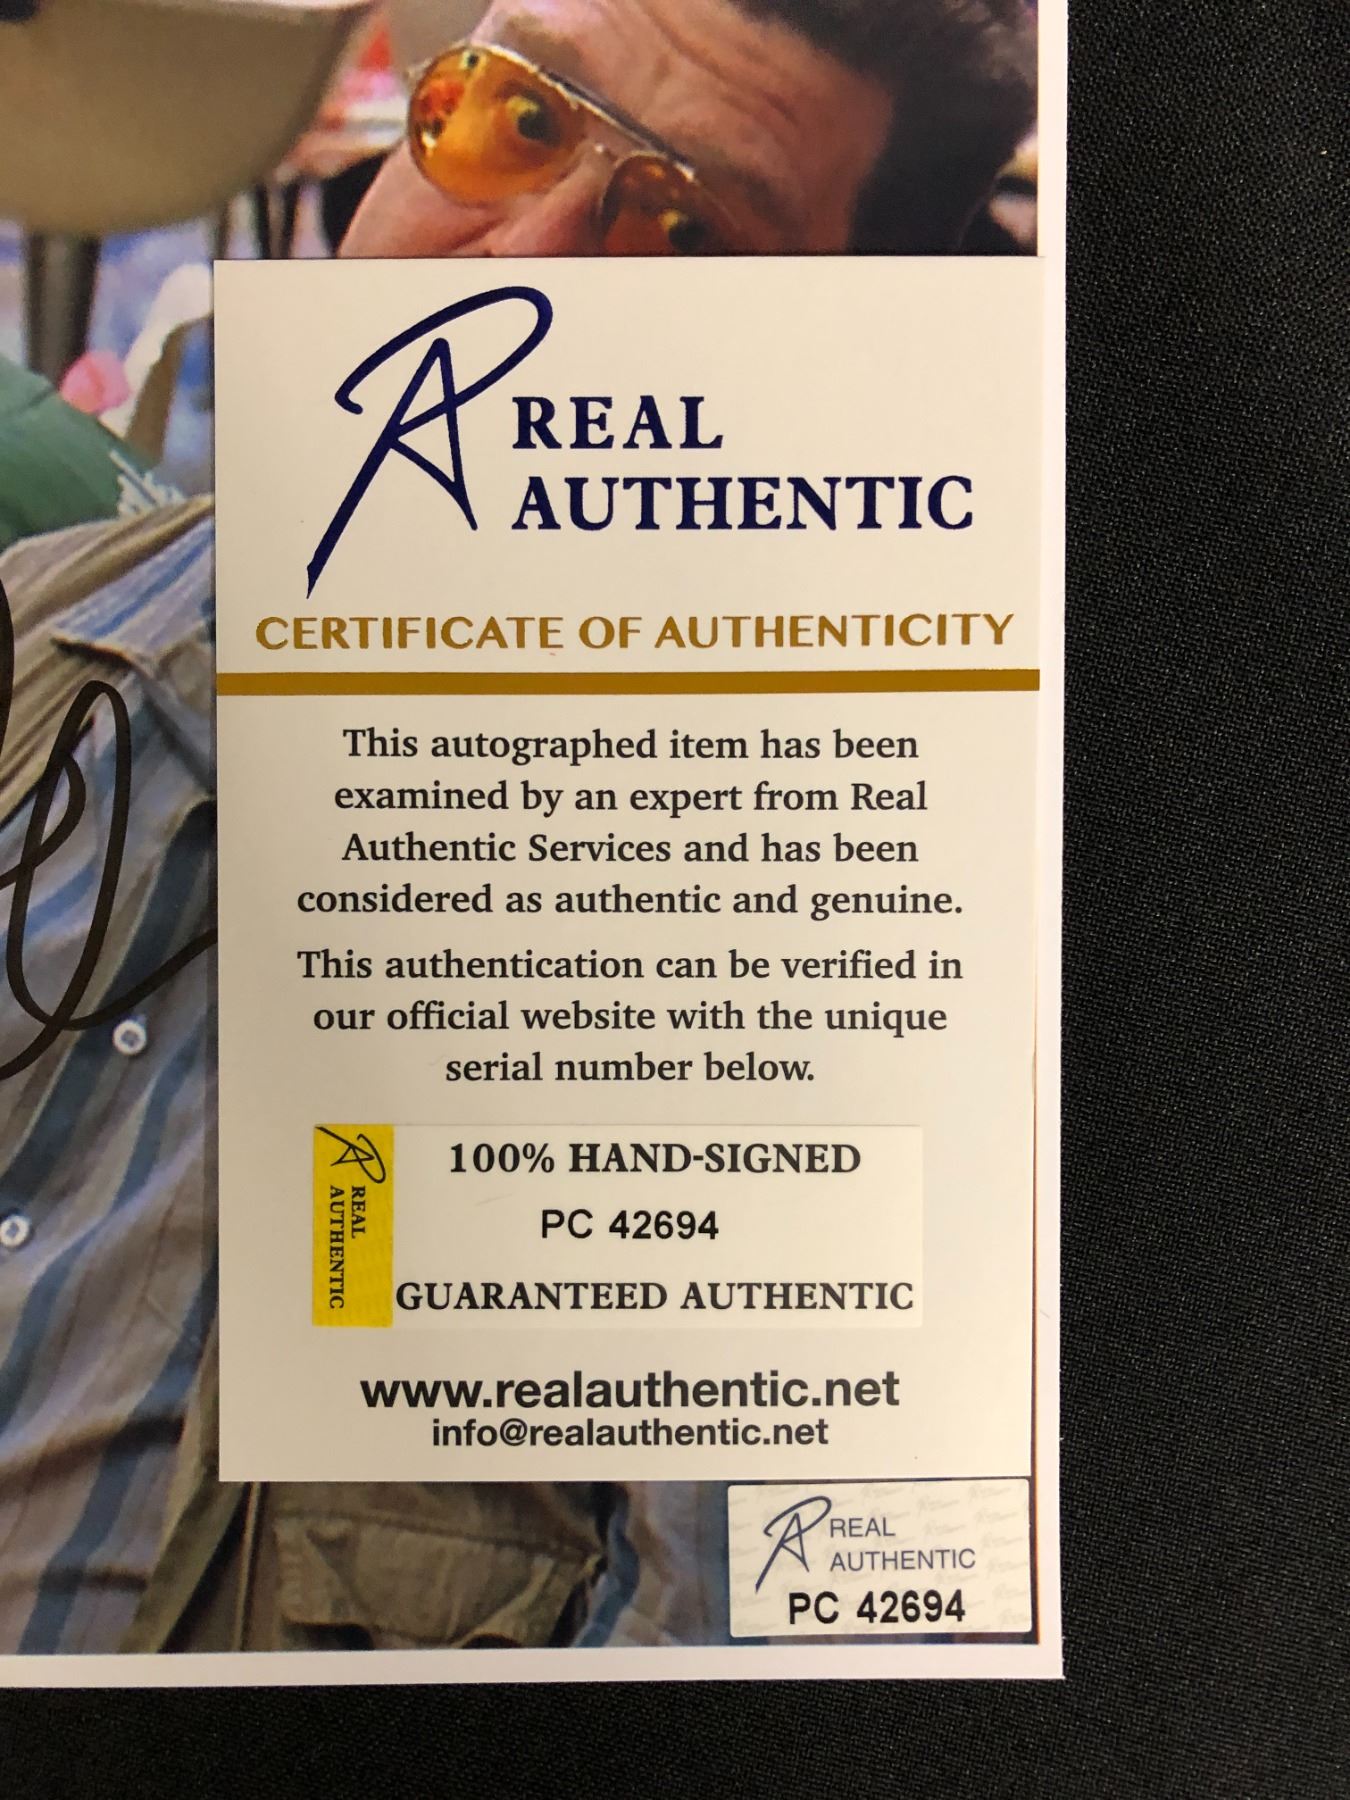 REAL
AUTHENTIC
CERTIFICATE OF AUTHENTICITY
This autographed item has been
examined by an expert from Real
Authentic Services and has been
considered as authentic and genuine.
This authentication can be verified in
our official website with the unique
serial number below.
REAL
AUTHENTIC
100% HAND-SIGNED
PC 42694
GUARANTEED AUTHENTIC
www.realauthentic.net
info@realauthentic.net
REAL
AUTHENTIC
PC 42694